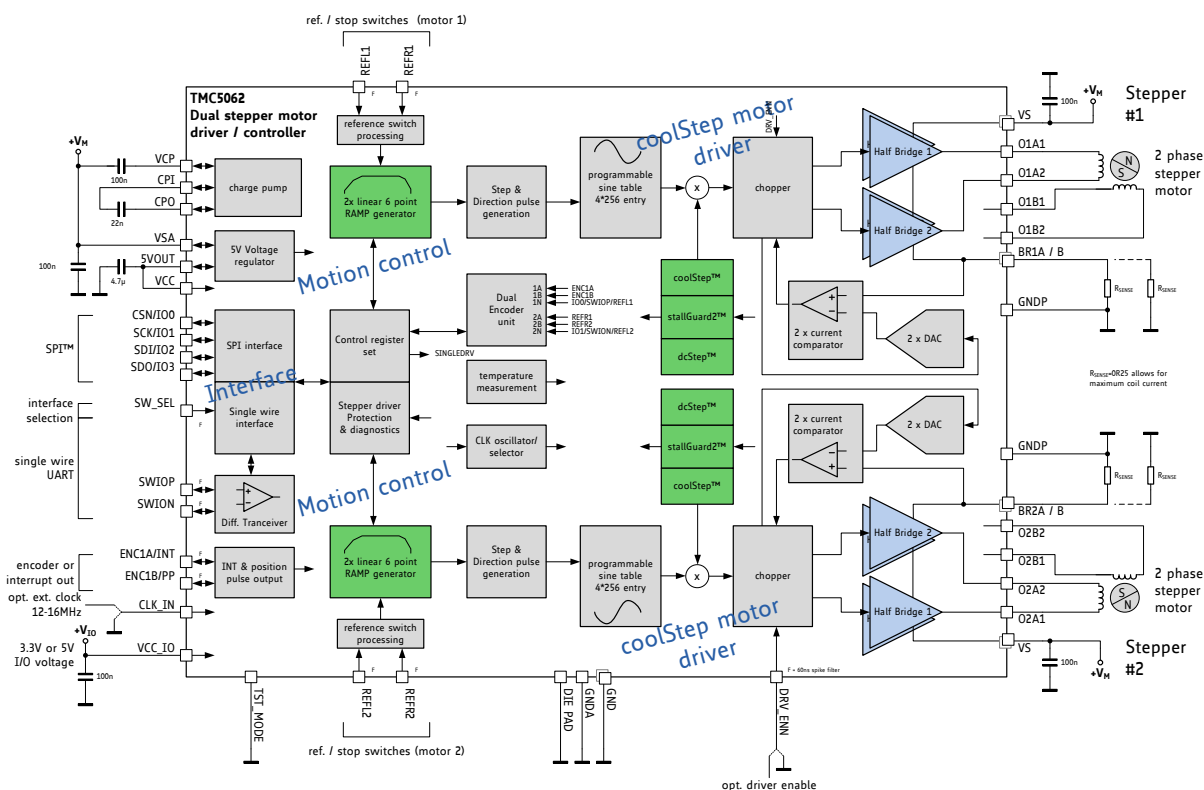 ref. / stop switches (motor 1)
REFL1
REFR1
F
F
TMC5062
Dual stepper motor
driver / controller
reference switch
processing
2x linear 6 point
RAMP generator
Step &
Direction pulse
generation
programmable
sine table
4*256 entry
x
coolStep motor
driver
chopper
Half Bridge 1
Half Bridge 2
VS
100n
+VM
Stepper
#1
O1A1
O1A2
O1B1
O1B2
BR1A / B
N
S
2 phase
stepper
motor
RSENSE
RSENSE
GNDP
RSENSE=0R25 allows for
maximum coil current
+VM
VCP
100n
CPI
CPO
22n
charge pump
VSA
5VOUT
VCC
100n
4.7µ
5V Voltage
regulator
Motion control
SPI™
CSN/IO0
SCK/IO1
SDI/IO2
SDO/IO3
SPI interface
Interface
interface
selection
SW_SEL
F
Single wire
interface
single wire
UART
SWIOP
SWION
F
F
+
-
Diff. Tranceiver
Control register
set
Stepper driver
Protection
& diagnostics
SINGLEDRV
Dual
Encoder
unit
1A
1B
1N
2A
2B
2N
ENC1A
ENC1B
IO0/SWIOP/REFL1
REFR1
REFR2
IO1/SWION/REFL2
temperature
measurement
CLK oscillator/
selector
coolStep™
stallGuard2™
dcStep™
dcStep™
stallGuard2™
coolStep™
2 x current
comparator
2 x DAC
2 x current
comparator
2 x DAC
Motion control
encoder or
interrupt out
ENC1A/INT
ENC1B/PP
F
F
INT & position
pulse output
opt. ext. clock
12-16MHz
CLK_IN
+VIO
3.3V or 5V
I/O voltage
VCC_IO
100n
2x linear 6 point
RAMP generator
reference switch
processing
Step &
Direction pulse
generation
programmable
sine table
4*256 entry
x
coolStep motor
driver
chopper
Half Bridge 2
Half Bridge 1
GNDP
RSENSE
RSENSE
BR2A / B
O2B2
O2B1
O2A2
O2A1
VS
S
N
2 phase
stepper
motor
100n
+VM
Stepper
#2
F = 60ns spike filter
F
F
TST_MODE
REFL2
REFR2
DIE PAD
GNDA
GND
DRV_ENN
ref. / stop switches (motor 2)
opt. driver enable